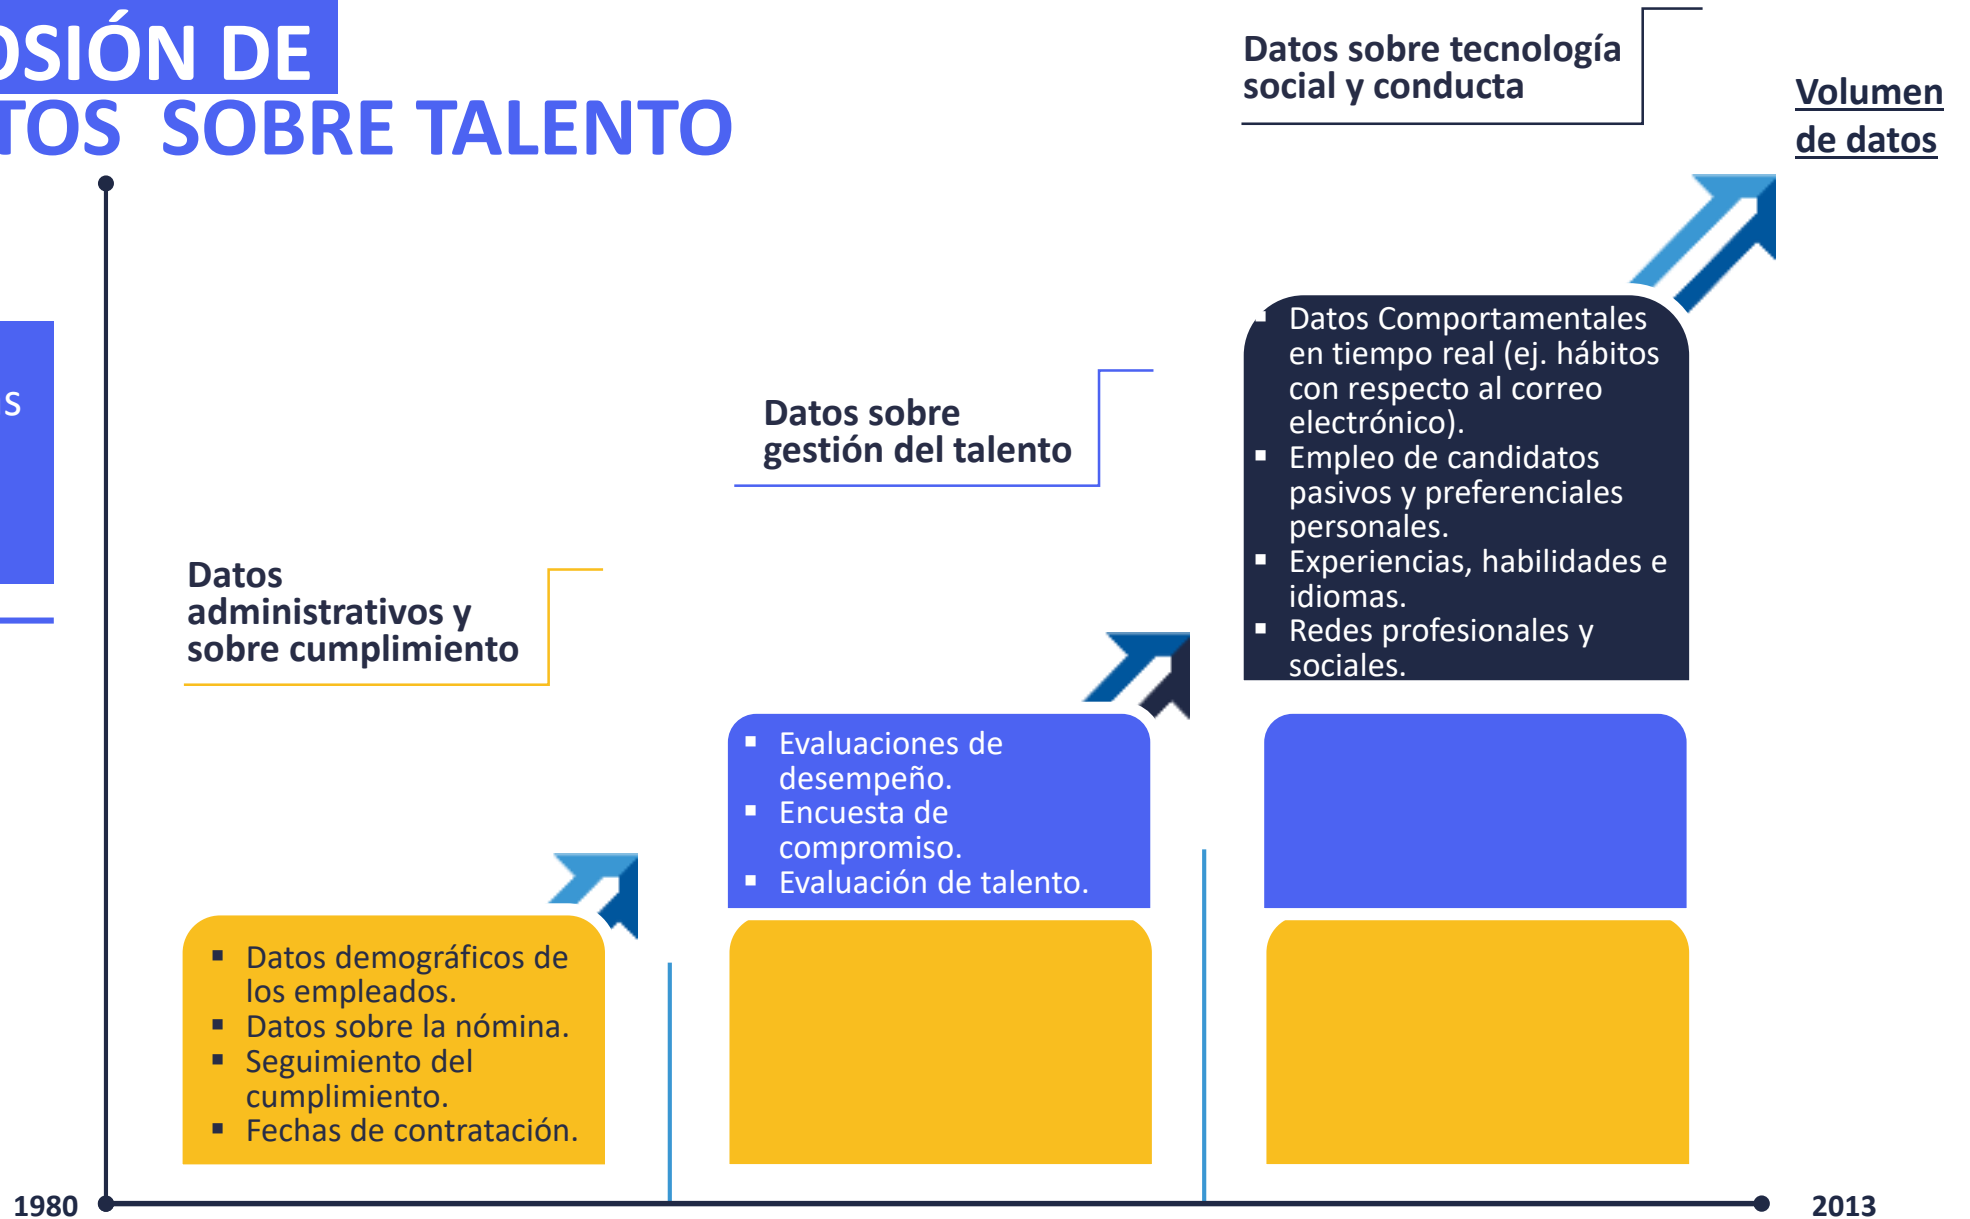 OSIÓN DE
TOS SOBRE TALENTO
Datos sobre tecnología
social y conducta
Volumen
de datos
Datos sobre
gestión del talento
Datos
administrativos y
sobre cumplimiento
▪ Datos Comportamentales
en tiempo real (ej. hábitos
con respecto al correo
electrónico).
▪ Empleo de candidatos
pasivos y preferenciales
personales.
▪ Experiencias, habilidades e
idiomas.
▪ Redes profesionales y
sociales.
▪ Evaluaciones de
desempeño.
▪ Encuesta de
compromiso.
▪ Evaluación de talento.
▪ Datos demográficos de
los empleados.
▪ Datos sobre la nómina.
▪ Seguimiento del
cumplimiento.
▪ Fechas de contratación.
1980
2013